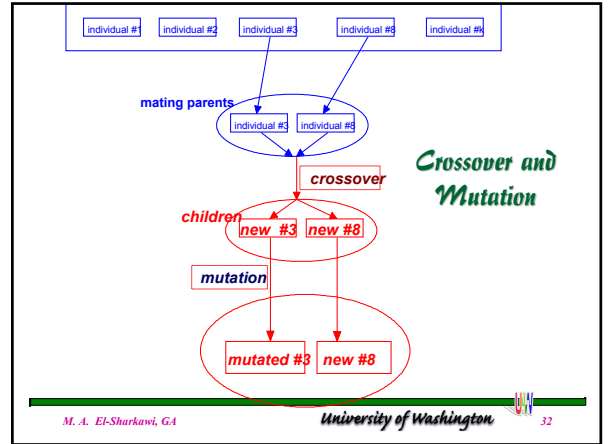 individual #1 individual #2 individual #3 individual #8 individual #k
mating parents
individual #3 individual #8
Crossover and
Mutation
crossover
children
new #3 new #8
mutation
mutated #3 new #8
M. A. El-Sharkawi, GA University of Washington 32